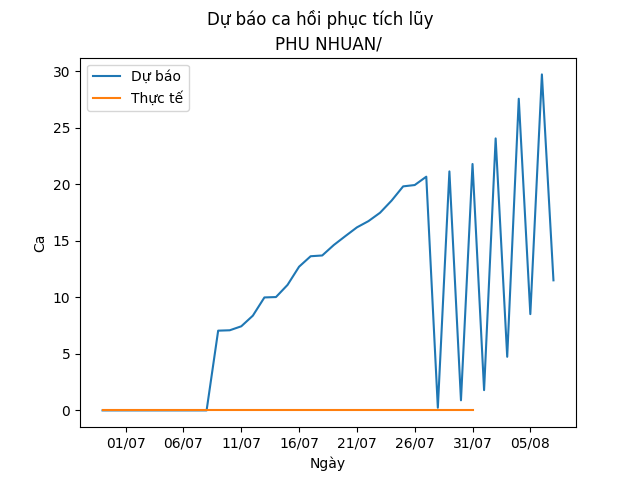 Dự báo ca hồi phục tích lũy
PHU NHUAN/
Dự báo
Thực tế
Ca
30
25
20
15
10
5
0
01/07 06/07 11/07 16/07 21/07 26/07 31/07 05/08
Ngày